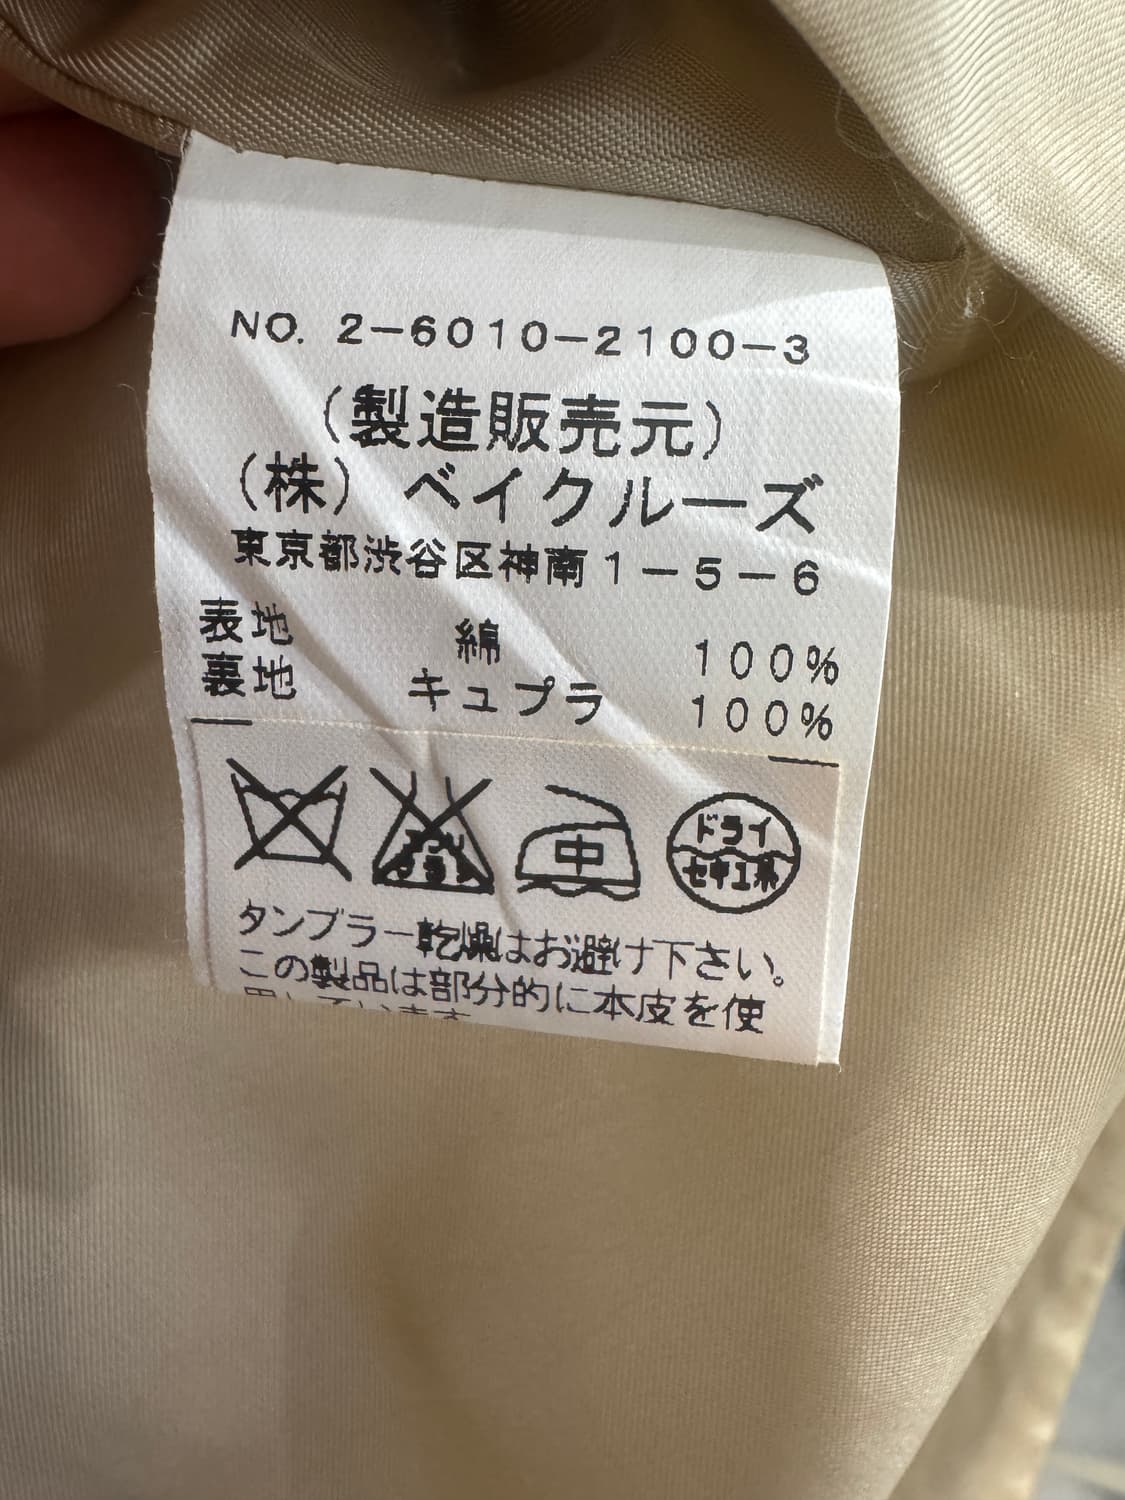 NO. 2-6010-2100-3
(製造販売元)
(株) ベイクルーズ
東京都渋谷区神南1-5-6
表地 綿 100%
裏地 キュプラ 100%
中 ドライ
セキユ系
タンブラー乾燥はお避け下さい。
この製品は部分的に本皮を使